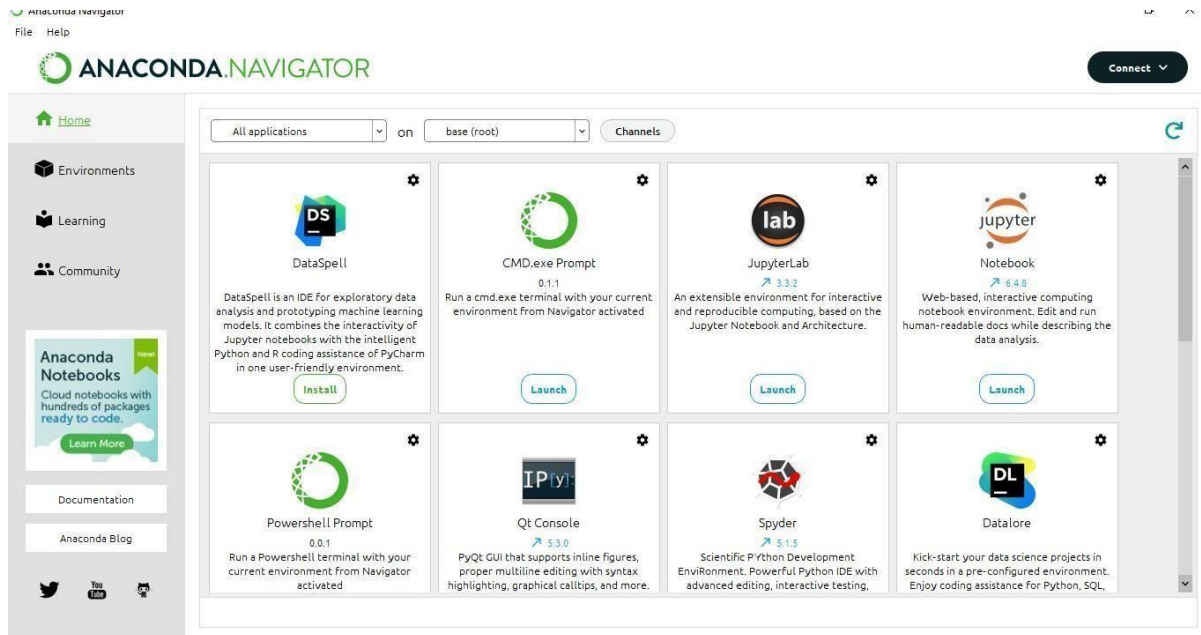 Anaconda Navigator
File Help
ANACONDA.NAVIGATOR
Connect
Home
Environments
Learning
Community
Anaconda
Notebooks
New!
Cloud notebooks with
hundreds of packages
ready to code.
Learn More
Documentation
Anaconda Blog
You
Tube
All applications on base (root) Channels
DS
DataSpell
DataSpell is an IDE for exploratory data
analysis and prototyping machine learning
models. It combines the interactivity of
Jupyter notebooks with the intelligent
Python and R coding assistance of PyCharm
in one user-friendly environment.
Install
CMD.exe Prompt
0.1.1
Run a cmd.exe terminal with your current
environment from Navigator activated
Launch
lab
JupyterLab
3.3.2
An extensible environment for interactive
and reproducible computing, based on the
Jupyter Notebook and Architecture.
Launch
jupyter
Notebook
6.4.8
Web-based, interactive computing
notebook environment. Edit and run
human-readable docs while describing the
data analysis.
Launch
Powershell Prompt
0.0.1
Run a Powershell terminal with your
current environment from Navigator
activated
IP[y]:
Qt Console
5.3.0
PyQt GUI that supports inline figures,
proper multiline editing with syntax
highlighting, graphical calltips, and more.
Spyder
5.1.5
Scientific PYthon Development
EnviRonment. Powerful Python IDE with
advanced editing, interactive testing,
DL
Datalore
Kick-start your data science projects in
seconds in a pre-configured environment.
Enjoy coding assistance for Python, SQL,